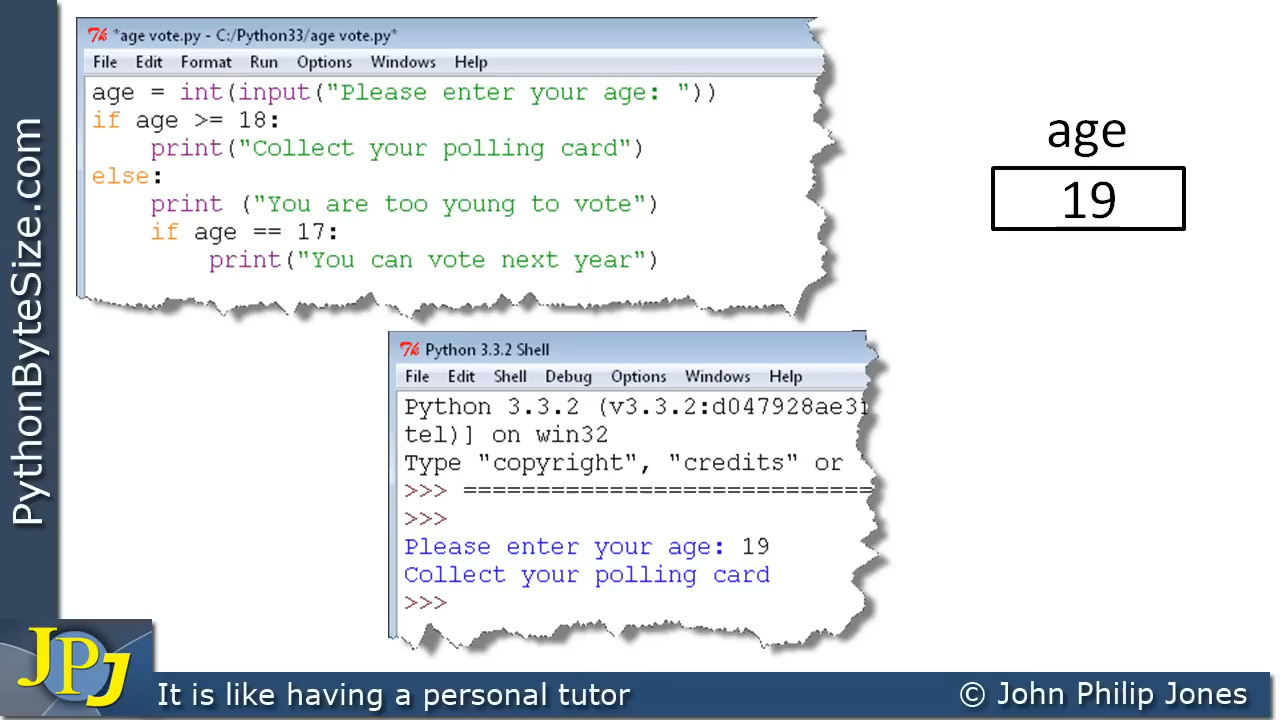 PythonByteSize.com
*age vote.py - C:/Python33/age vote.py*
File Edit Format Run Options Windows Help
age = int(input("Please enter your age: "))
if age >= 18:
    print("Collect your polling card")
else:
    print ("You are too young to vote")
    if age == 17:
        print("You can vote next year")
age
19
Python 3.3.2 Shell
File Edit Shell Debug Options Windows Help
Python 3.3.2 (v3.3.2:d047928ae3
tel)] on win32
Type "copyright", "credits" or
>>> ============================
>>>
Please enter your age: 19
Collect your polling card
>>>
JPJ
It is like having a personal tutor
© John Philip Jones